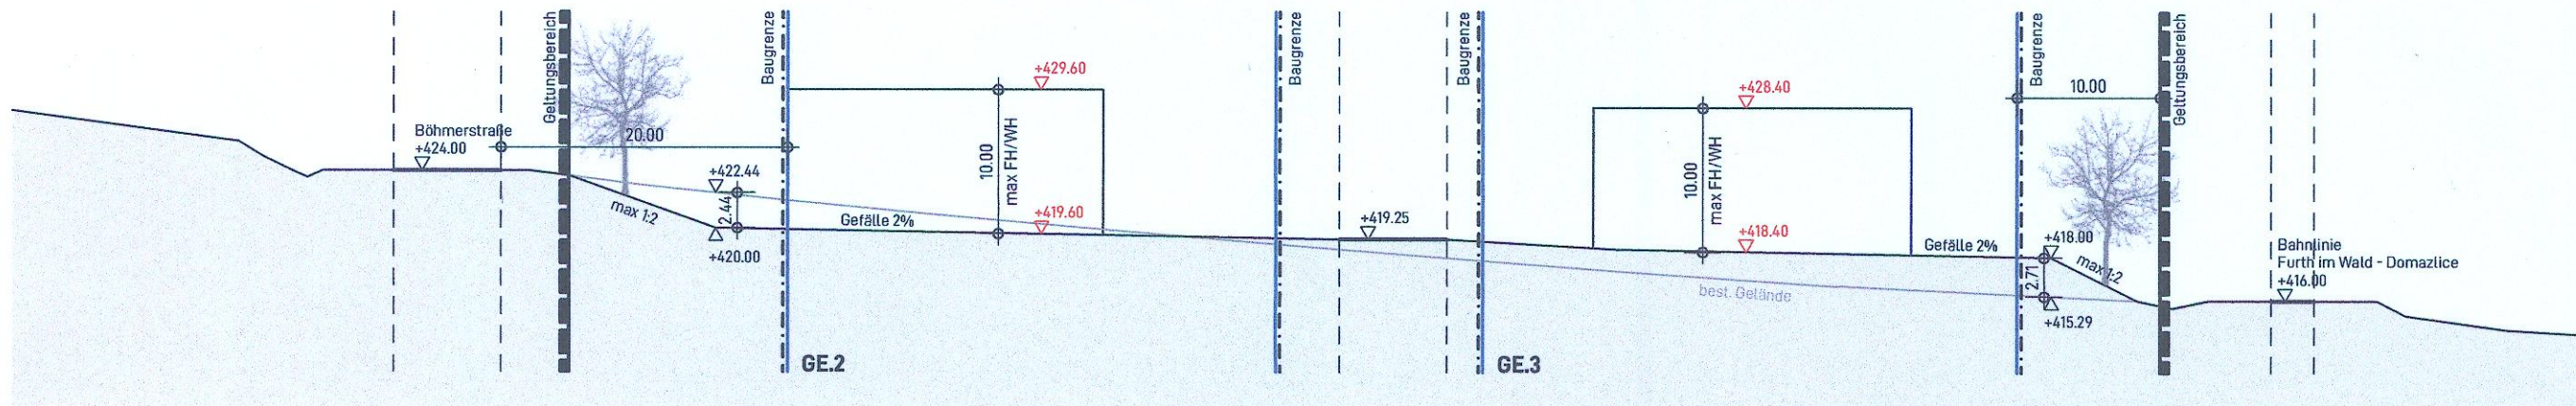 Geltungsbereich
Baugrenze
Baugrenze
Baugrenze
Baugrenze
Geltungsbereich
Böhmerstraße
+424.00
20.00
max 1:2
+422.44
2.44
+420.00
+429.60
10.00
max FH/WH
+419.60
Gefälle 2%
GE.2
+419.25
GE.3
+428.40
10.00
max FH/WH
+418.40
best. Gelände
Gefälle 2%
10.00
+418.00
2.71
max 1:2
+415.29
Bahnlinie
Furth im Wald - Domazlice
+416.00